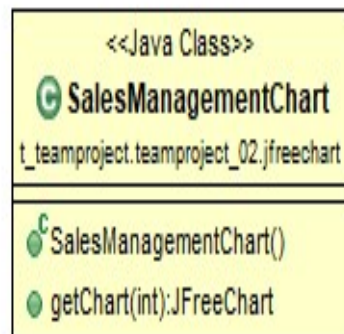 <<Java Class>>
SalesManagementChart
t_teamproject.teamproject_02.jfreechart
SalesManagementChart()
getChart(int):JFreeChart